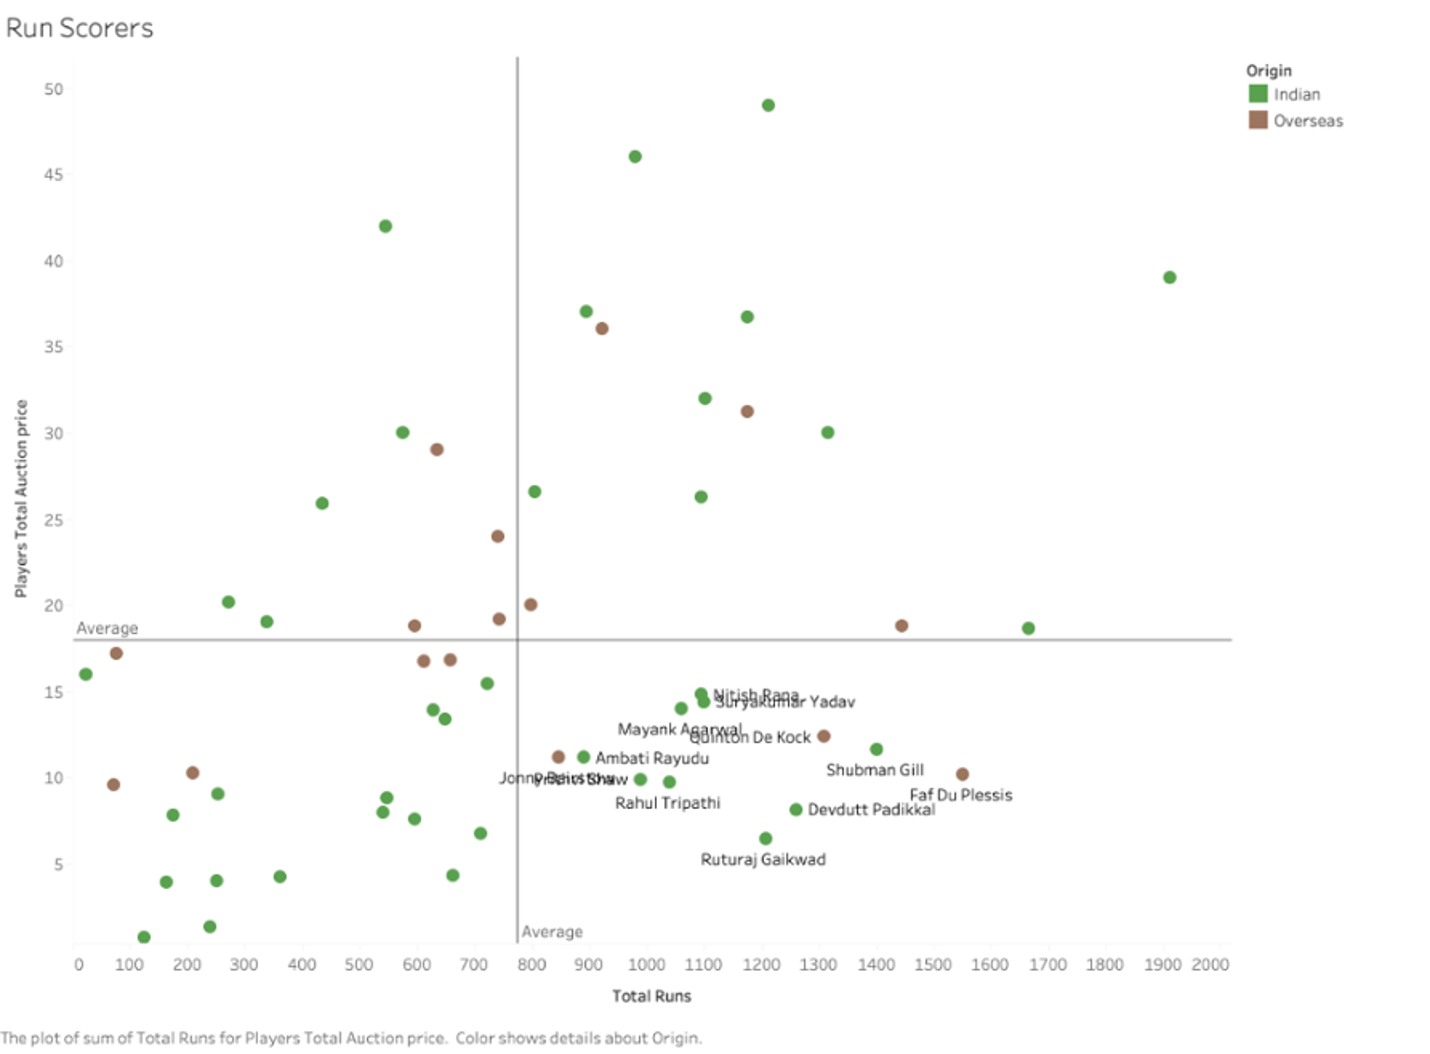 Run Scorers
Origin
Indian
Overseas
50
45
40
35
30
25
20
15
10
5
Players Total Auction price
Average
Nitish Rana
Suryakumar Yadav
Mayank Agarwal
Quinton De Kock
Ambati Rayudu
Shubman Gill
Jonny Bairstow
Prithvi Shaw
Faf Du Plessis
Rahul Tripathi
Devdutt Padikkal
Ruturaj Gaikwad
Average
0 100 200 300 400 500 600 700 800 900 1000 1100 1200 1300 1400 1500 1600 1700 1800 1900 2000
Total Runs
The plot of sum of Total Runs for Players Total Auction price. Color shows details about Origin.